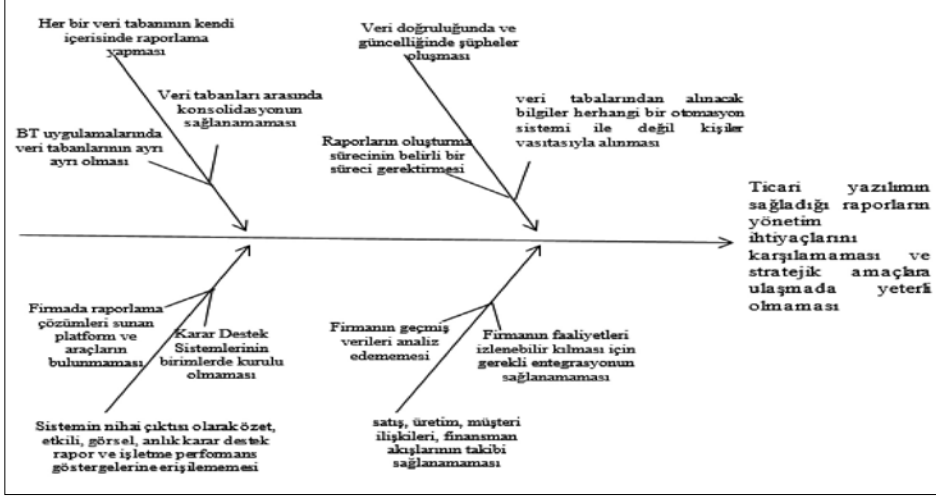 Her bir veri tabanının kendi
içerisinde raporlama
yapması
Veri tabanları arasında
konsolidasyonun
sağlanamaması
BT uygulamalarında
veri tabanlarının ayrı
ayrı olması
Veri doğruluğunda ve
güncelliğinde şüpheler
oluşması
veri tabalarından alınacak
bilgiler herhangi bir otomasyon
sistemi ile değil kişiler
vasıtasıyla alınması
Raporların oluşturma
sürecinin belirli bir
süreci gerektirmesi
Ticari yazılımın
sağladığı raporların
yönetim
ihtiyaçlarını
karşılamaması ve
stratejik amaçlara
ulaşmada yeterli
olmaması
Firmada raporlama
çözümleri sunan
platform ve
araçların
bulunmaması
Karar Destek
Sistemlerinin
birimlerde kurulu
olmaması
Sistemin nihai çıktısı olarak özet,
etkili, görsel, anlık karar destek
rapor ve işletme performans
göstergelerine erişilememesi
Firmanın geçmiş
verileri analiz
edememesi
Firmanın faaliyetleri
izlenebilir kılması için
gerekli entegrasyonun
sağlanamaması
satış, üretim, müşteri
ilişkileri, finansman
akışlarının takibi
sağlanamaması